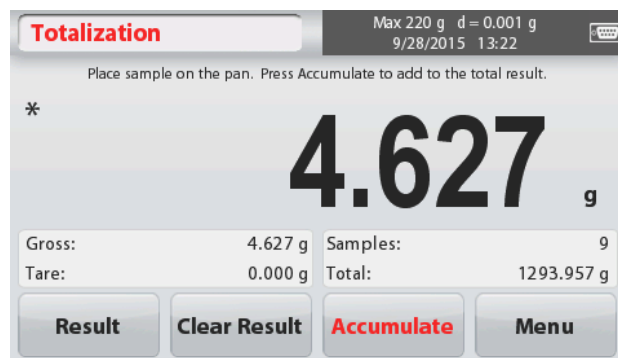 Totalization
Max 220 g d = 0.001 g
9/28/2015 13:22
Place sample on the pan. Press Accumulate to add to the total result.
*
4.627 g
Gross: 4.627 g Samples: 9
Tare: 0.000 g Total: 1293.957 g
Result Clear Result Accumulate Menu